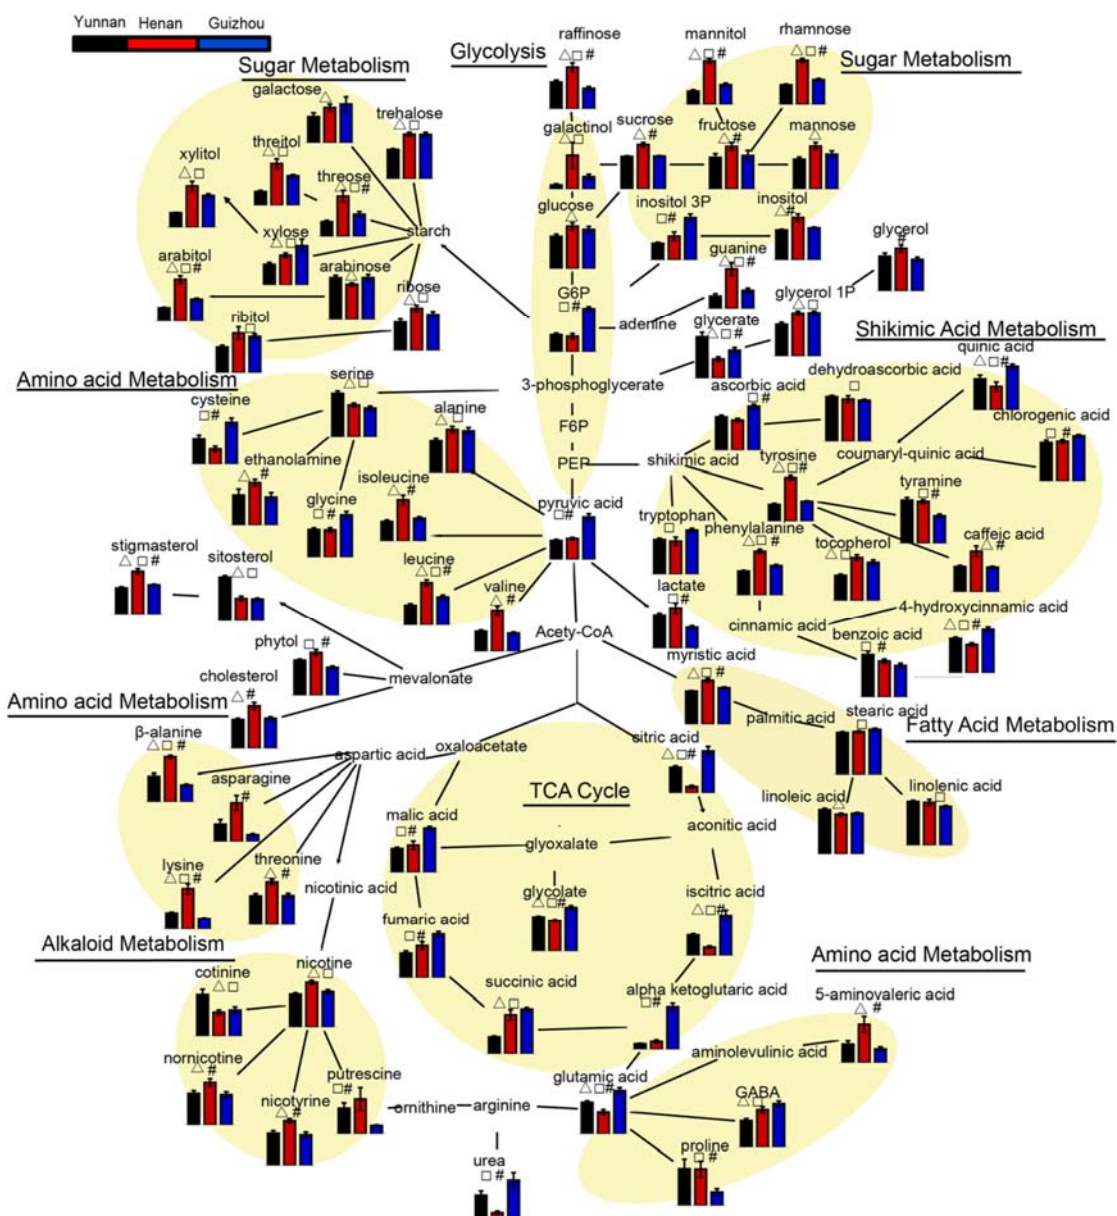 Yunnan Henan Guizhou
Sugar Metabolism
Glycolysis
raffinose
△□#
mannitol
△□#
rhamnose
△□#
Sugar Metabolism
galactose
△
trehalose
△□
galactinol
△□
sucrose
△#
fructose
△#
mannose
△
xylitol
△□
threitol
△□
threose
△□#
glucose
△
inositol 3P
□#
inositol
△#
xylose
△□
starch
guanine
△□#
glycerol
#
arabitol
△□#
arabinose
△
ribose
△□
G6P
□#
adenine
glycerate
△□#
glycerol 1P
△□
ribitol
△□
Shikimic Acid Metabolism
Amino acid Metabolism
serine
△□
3-phosphoglycerate
ascorbic acid
□#
dehydroascorbic acid
□
quinic acid
△□#
cysteine
□#
alanine
△□
F6P
chlorogenic acid
□#
ethanolamine
△#
isoleucine
△#
PEP
shikimic acid
tyrosine
△□#
coumaryl-quinic acid
glycine
□#
pyruvic acid
□#
tryptophan
□
phenylalanine
△□#
tyramine
□#
stigmasterol
△□#
sitosterol
△□
leucine
△□#
valine
△#
lactate
□#
tocopherol
△□
caffeic acid
△#
phytol □#
Acety-CoA
cinnamic acid
4-hydroxycinnamic acid
△□#
benzoic acid
□#
cholesterol
△#
mevalonate
myristic acid
△□#
Amino acid Metabolism
palmitic acid
stearic acid
□
Fatty Acid Metabolism
β-alanine
△□#
aspartic acid
oxaloacetate
citric acid
△□#
asparagine
#
TCA Cycle
linoleic acid
△
linolenic acid
□
malic acid
□#
glyoxalate
aconitic acid
lysine
△□#
threonine
△#
nicotinic acid
glycolate
△□#
iscitric acid
△□#
fumaric acid
□#
Alkaloid Metabolism
Amino acid Metabolism
cotinine
△□
nicotine
△□
succinic acid
△□
alpha ketoglutaric acid
□#
5-aminovaleric acid
△#
nornicotine
△#
putrescine
□#
glutamic acid
△□#
aminolevulinic acid
nicotyrine
△#
ornithine
arginine
GABA
△□
urea
□#
proline
□#